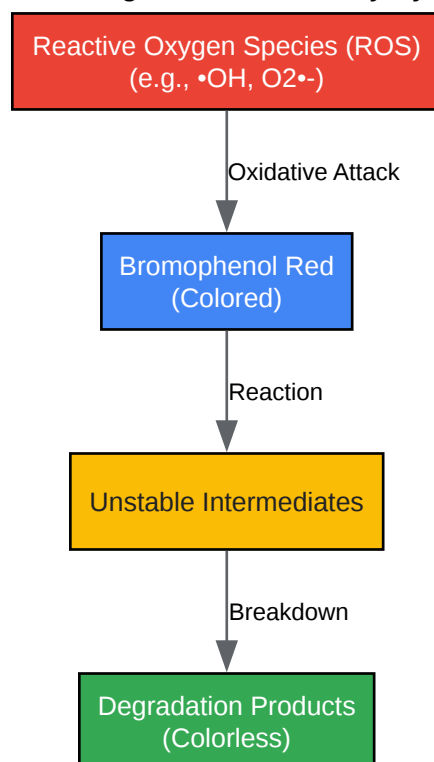 Reactive Oxygen Species (ROS)
(e.g., •OH, O2•-)
Oxidative Attack
Bromophenol Red
(Colored)
Reaction
Unstable Intermediates
Breakdown
Degradation Products
(Colorless)